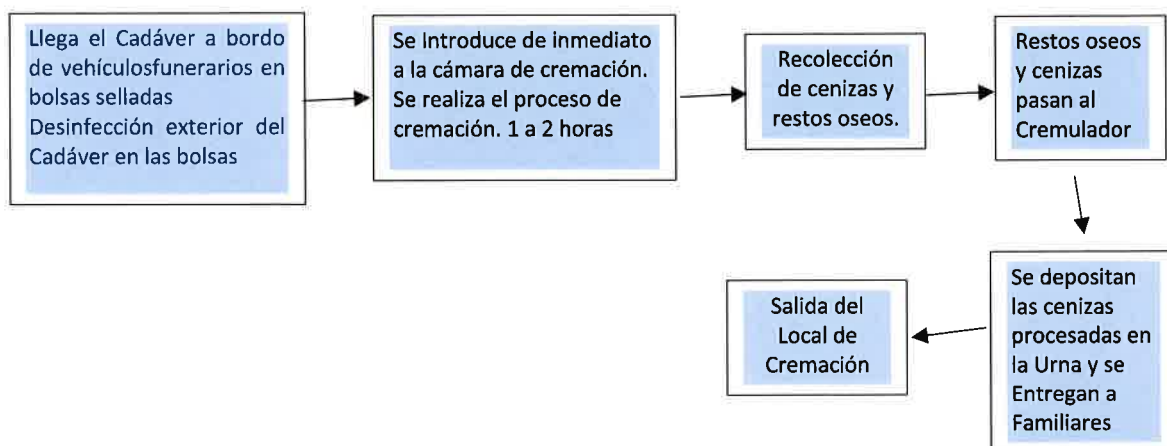 Llega el Cadáver a bordo
de vehículosfunerarios en
bolsas selladas
Desinfección exterior del
Cadáver en las bolsas
Se Introduce de inmediato
a la cámara de cremación.
Se realiza el proceso de
cremación. 1 a 2 horas
Recolección
de cenizas y
restos oseos.
Restos oseos
y cenizas
pasan al
Cremulador
Se depositan
las cenizas
procesadas en
la Urna y se
Entregan a
Familiares
Salida del
Local de
Cremación